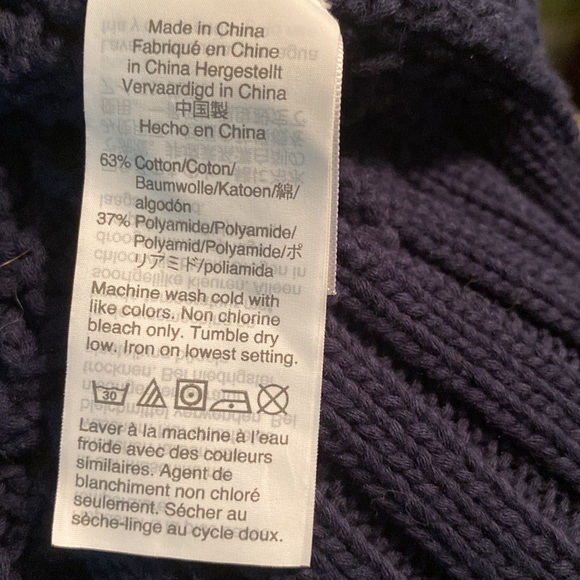 Made in China
Fabriqué en Chine
in China Hergestellt
Vervaardigd in China
中国製
Hecho en China
63% Cotton/Coton/
Baumwolle/Katoen/綿/
algodón
37% Polyamide/Polyamide/
Polyamid/Polyamide/ポ
リアミド/poliamida
Machine wash cold with
like colors. Non chlorine
bleach only. Tumble dry
low. Iron on lowest setting.
30
Laver à la machine à l'eau
froide avec des couleurs
similaires. Agent de
blanchiment non chloré
seulement. Sécher au
sèche-linge au cycle doux.